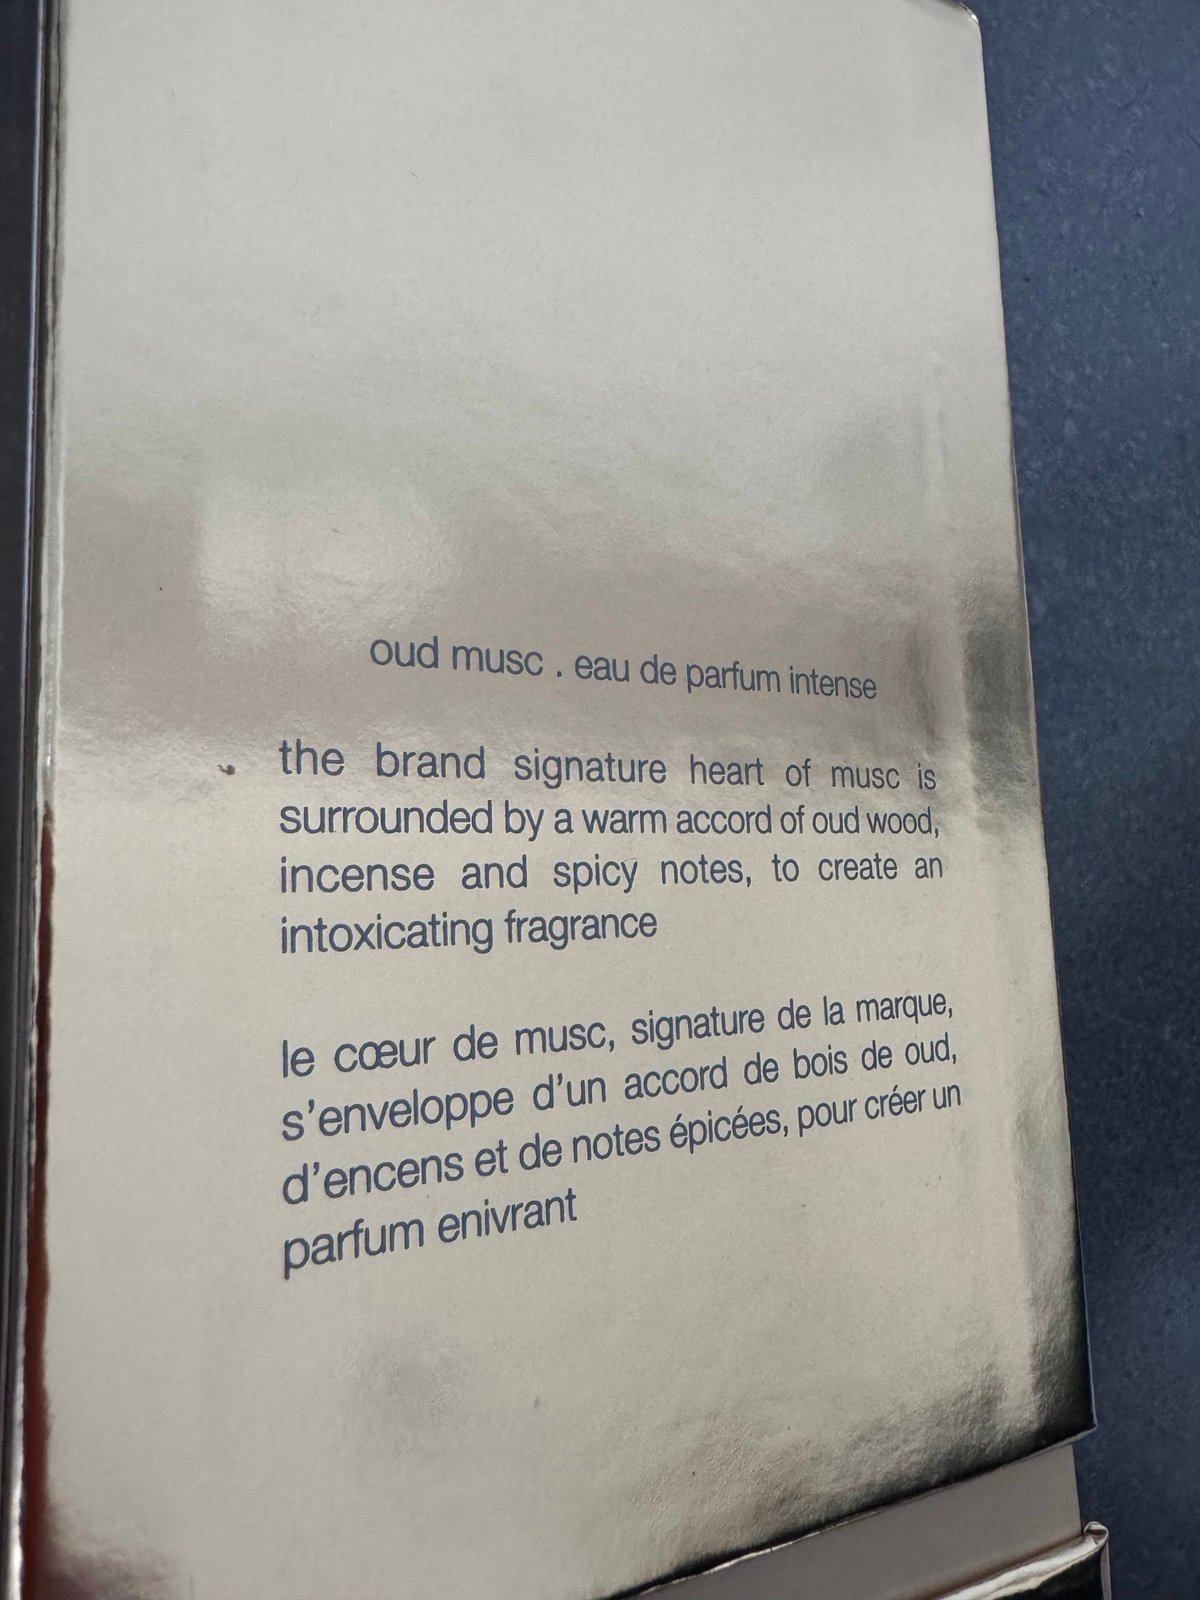 oud musc . eau de parfum intense
the brand signature heart of musc is
surrounded by a warm accord of oud wood,
incense and spicy notes, to create an
intoxicating fragrance
le cœur de musc, signature de la marque,
s'enveloppe d'un accord de bois de oud,
d'encens et de notes épicées, pour créer un
parfum enivrant